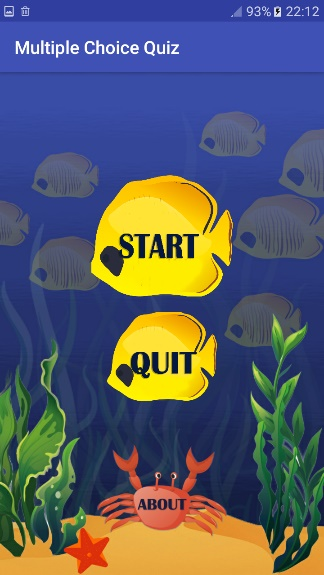 93% 22:12
Multiple Choice Quiz
START
QUIT
ABOUT